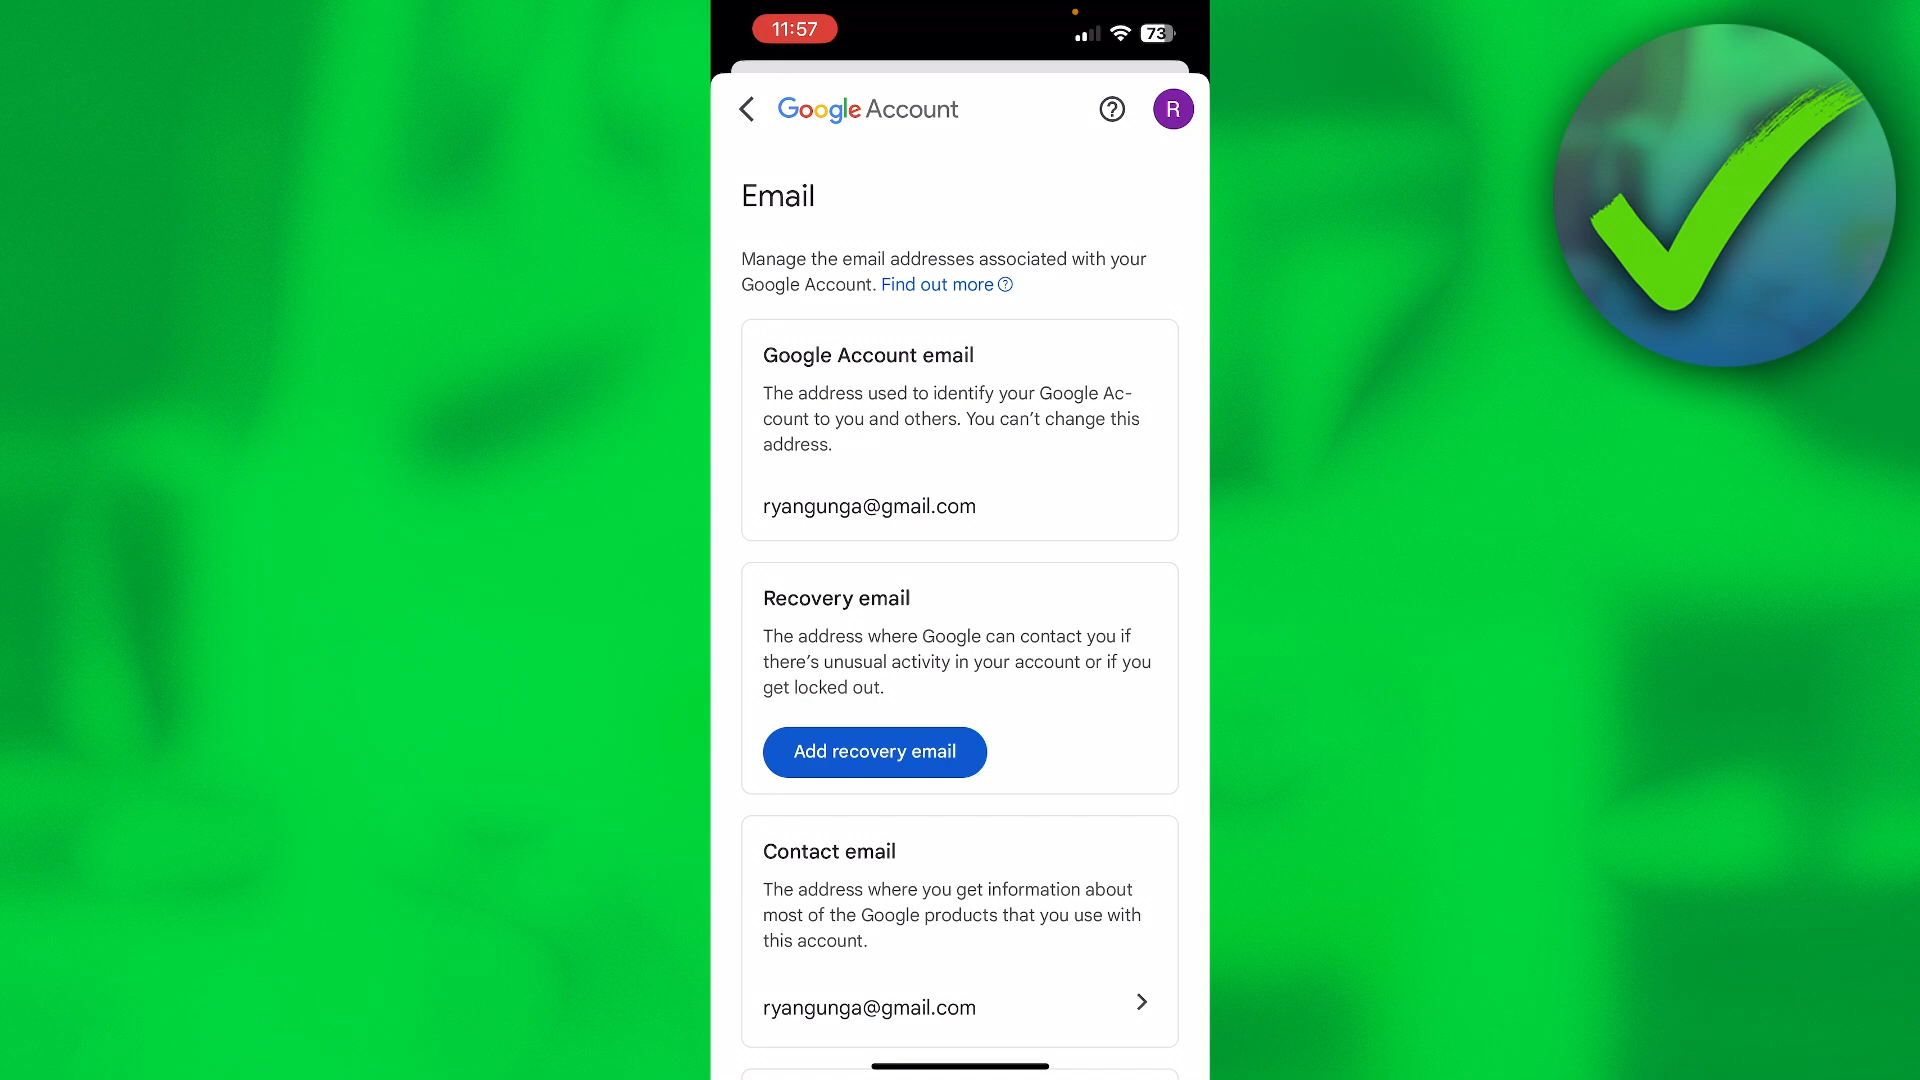 11:57
73
Google Account
R
Email
Manage the email addresses associated with your
Google Account. Find out more
Google Account email
The address used to identify your Google Ac-
count to you and others. You can't change this
address.
ryangunga@gmail.com
Recovery email
The address where Google can contact you if
there's unusual activity in your account or if you
get locked out.
Add recovery email
Contact email
The address where you get information about
most of the Google products that you use with
this account.
ryangunga@gmail.com